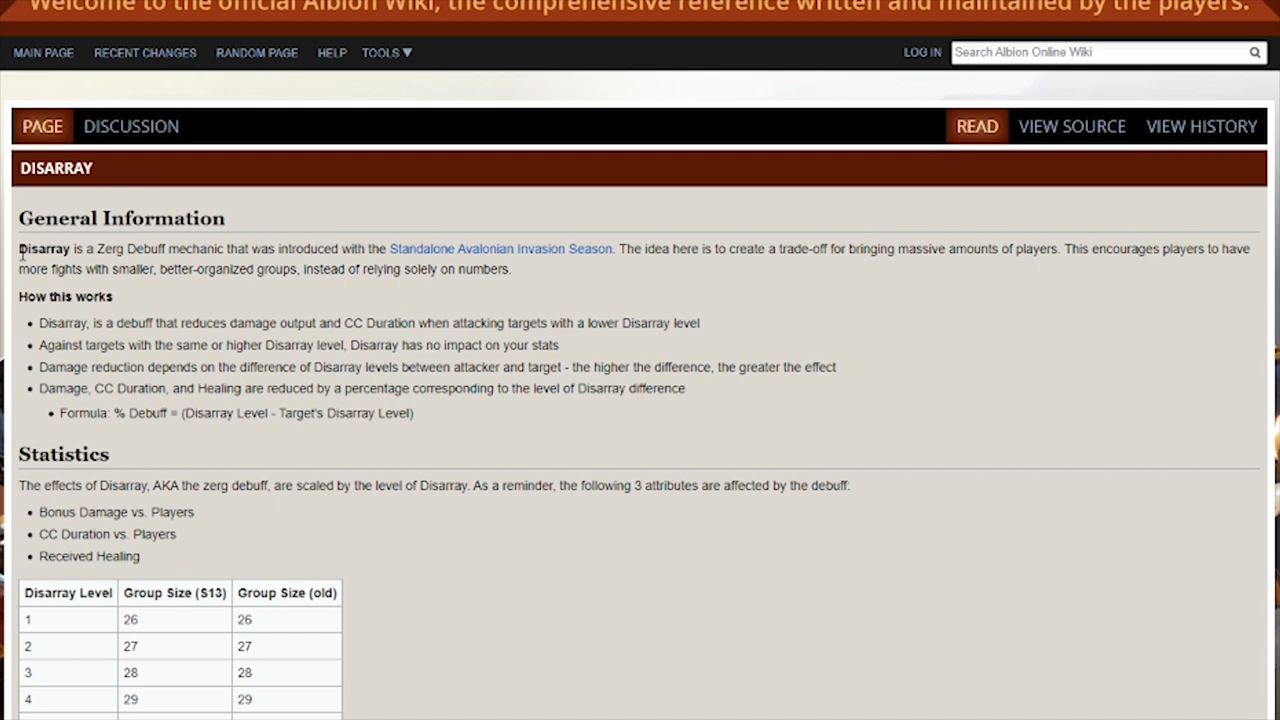 Welcome to the official Albion Wiki, the comprehensive reference written and maintained by the players.
MAIN PAGE RECENT CHANGES RANDOM PAGE HELP TOOLS LOG IN Search Albion Online Wiki
PAGE DISCUSSION READ VIEW SOURCE VIEW HISTORY
DISARRAY
General Information
Disarray is a Zerg Debuff mechanic that was introduced with the Standalone Avalonian Invasion Season. The idea here is to create a trade-off for bringing massive amounts of players. This encourages players to have
more fights with smaller, better-organized groups, instead of relying solely on numbers.
How this works
• Disarray, is a debuff that reduces damage output and CC Duration when attacking targets with a lower Disarray level
• Against targets with the same or higher Disarray level, Disarray has no impact on your stats
• Damage reduction depends on the difference of Disarray levels between attacker and target - the higher the difference, the greater the effect
• Damage, CC Duration, and Healing are reduced by a percentage corresponding to the level of Disarray difference
• Formula: % Debuff = (Disarray Level - Target's Disarray Level)
Statistics
The effects of Disarray, AKA the zerg debuff, are scaled by the level of Disarray. As a reminder, the following 3 attributes are affected by the debuff:
• Bonus Damage vs. Players
• CC Duration vs. Players
• Received Healing
Disarray Level Group Size (S13) Group Size (old)
1 26 26
2 27 27
3 28 28
4 29 29